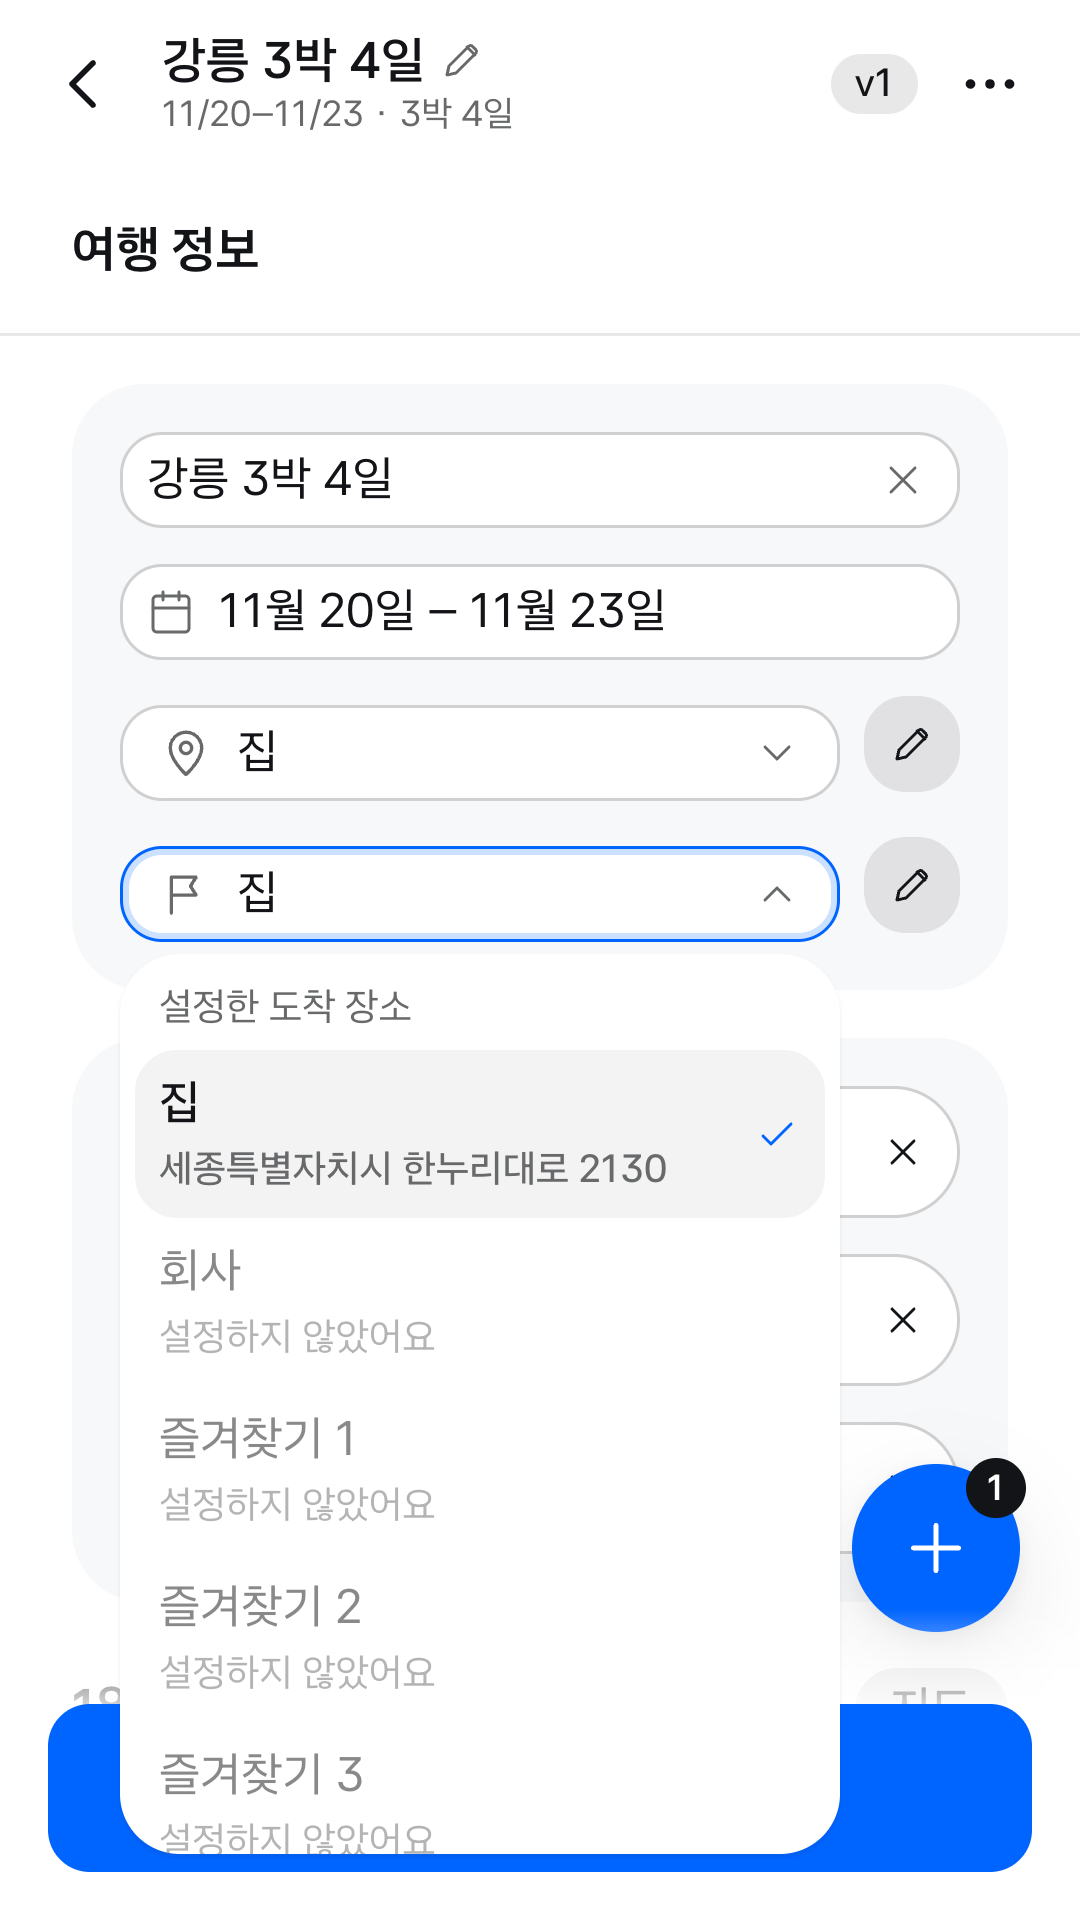 강릉 3박 4일
11/20–11/23 · 3박 4일
v1
여행 정보
강릉 3박 4일
11월 20일 – 11월 23일
집
집
설정한 도착 장소
집
세종특별자치시 한누리대로 2130
회사
설정하지 않았어요
즐겨찾기 1
설정하지 않았어요
1
즐겨찾기 2
설정하지 않았어요
즐겨찾기 3
설정하지 않았어요